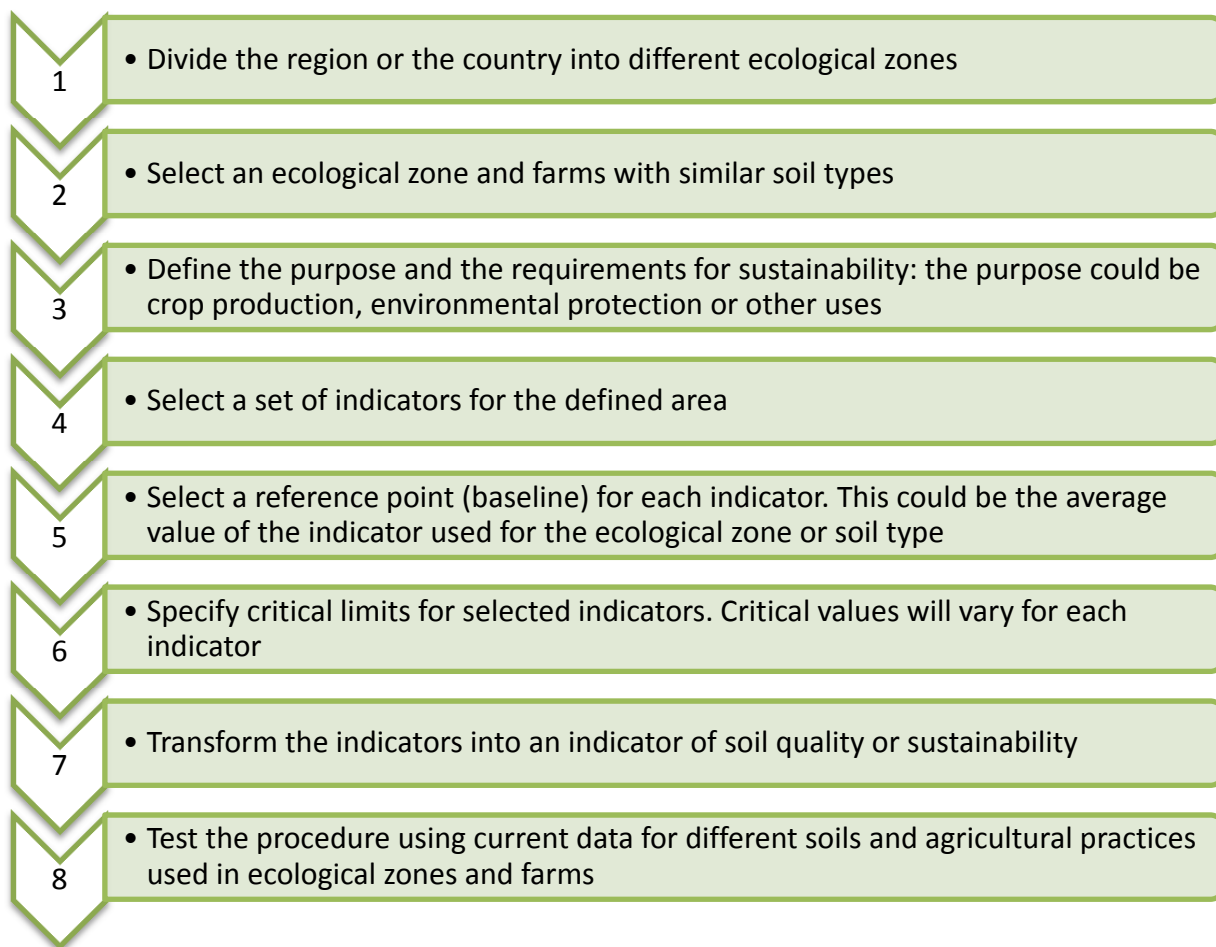 1
• Divide the region or the country into different ecological zones
2
• Select an ecological zone and farms with similar soil types
3
• Define the purpose and the requirements for sustainability: the purpose could be
crop production, environmental protection or other uses
4
• Select a set of indicators for the defined area
5
• Select a reference point (baseline) for each indicator. This could be the average
value of the indicator used for the ecological zone or soil type
6
• Specify critical limits for selected indicators. Critical values will vary for each
indicator
7
• Transform the indicators into an indicator of soil quality or sustainability
8
• Test the procedure using current data for different soils and agricultural practices
used in ecological zones and farms